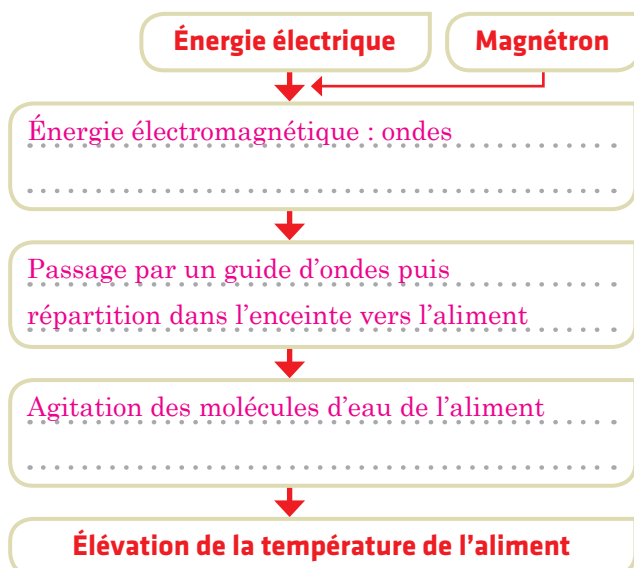 Énergie électrique
Magnétron
Énergie électromagnétique : ondes
Passage par un guide d’ondes puis
répartition dans l’enceinte vers l’aliment
Agitation des molécules d’eau de l’aliment
Élévation de la température de l’aliment